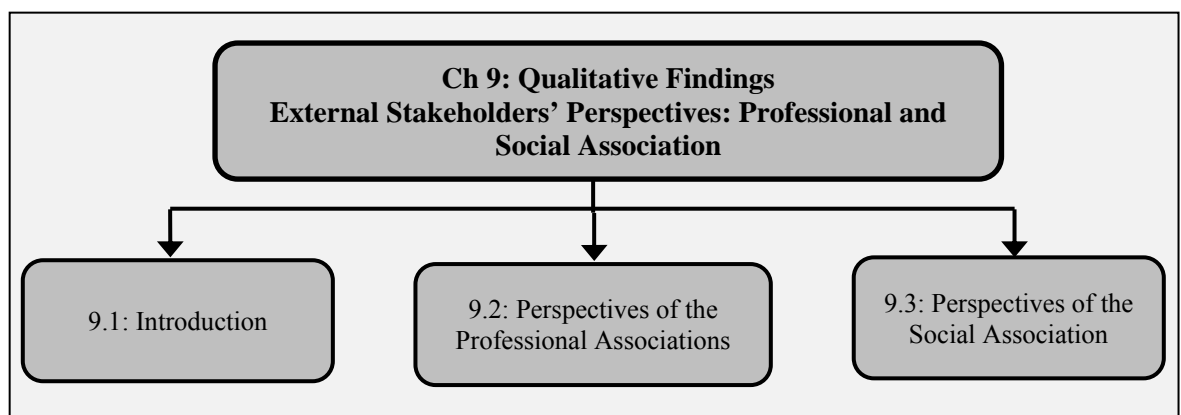 Ch 9: Qualitative Findings
External Stakeholders’ Perspectives: Professional and
Social Association
9.1: Introduction
9.2: Perspectives of the
Professional Associations
9.3: Perspectives of the
Social Association